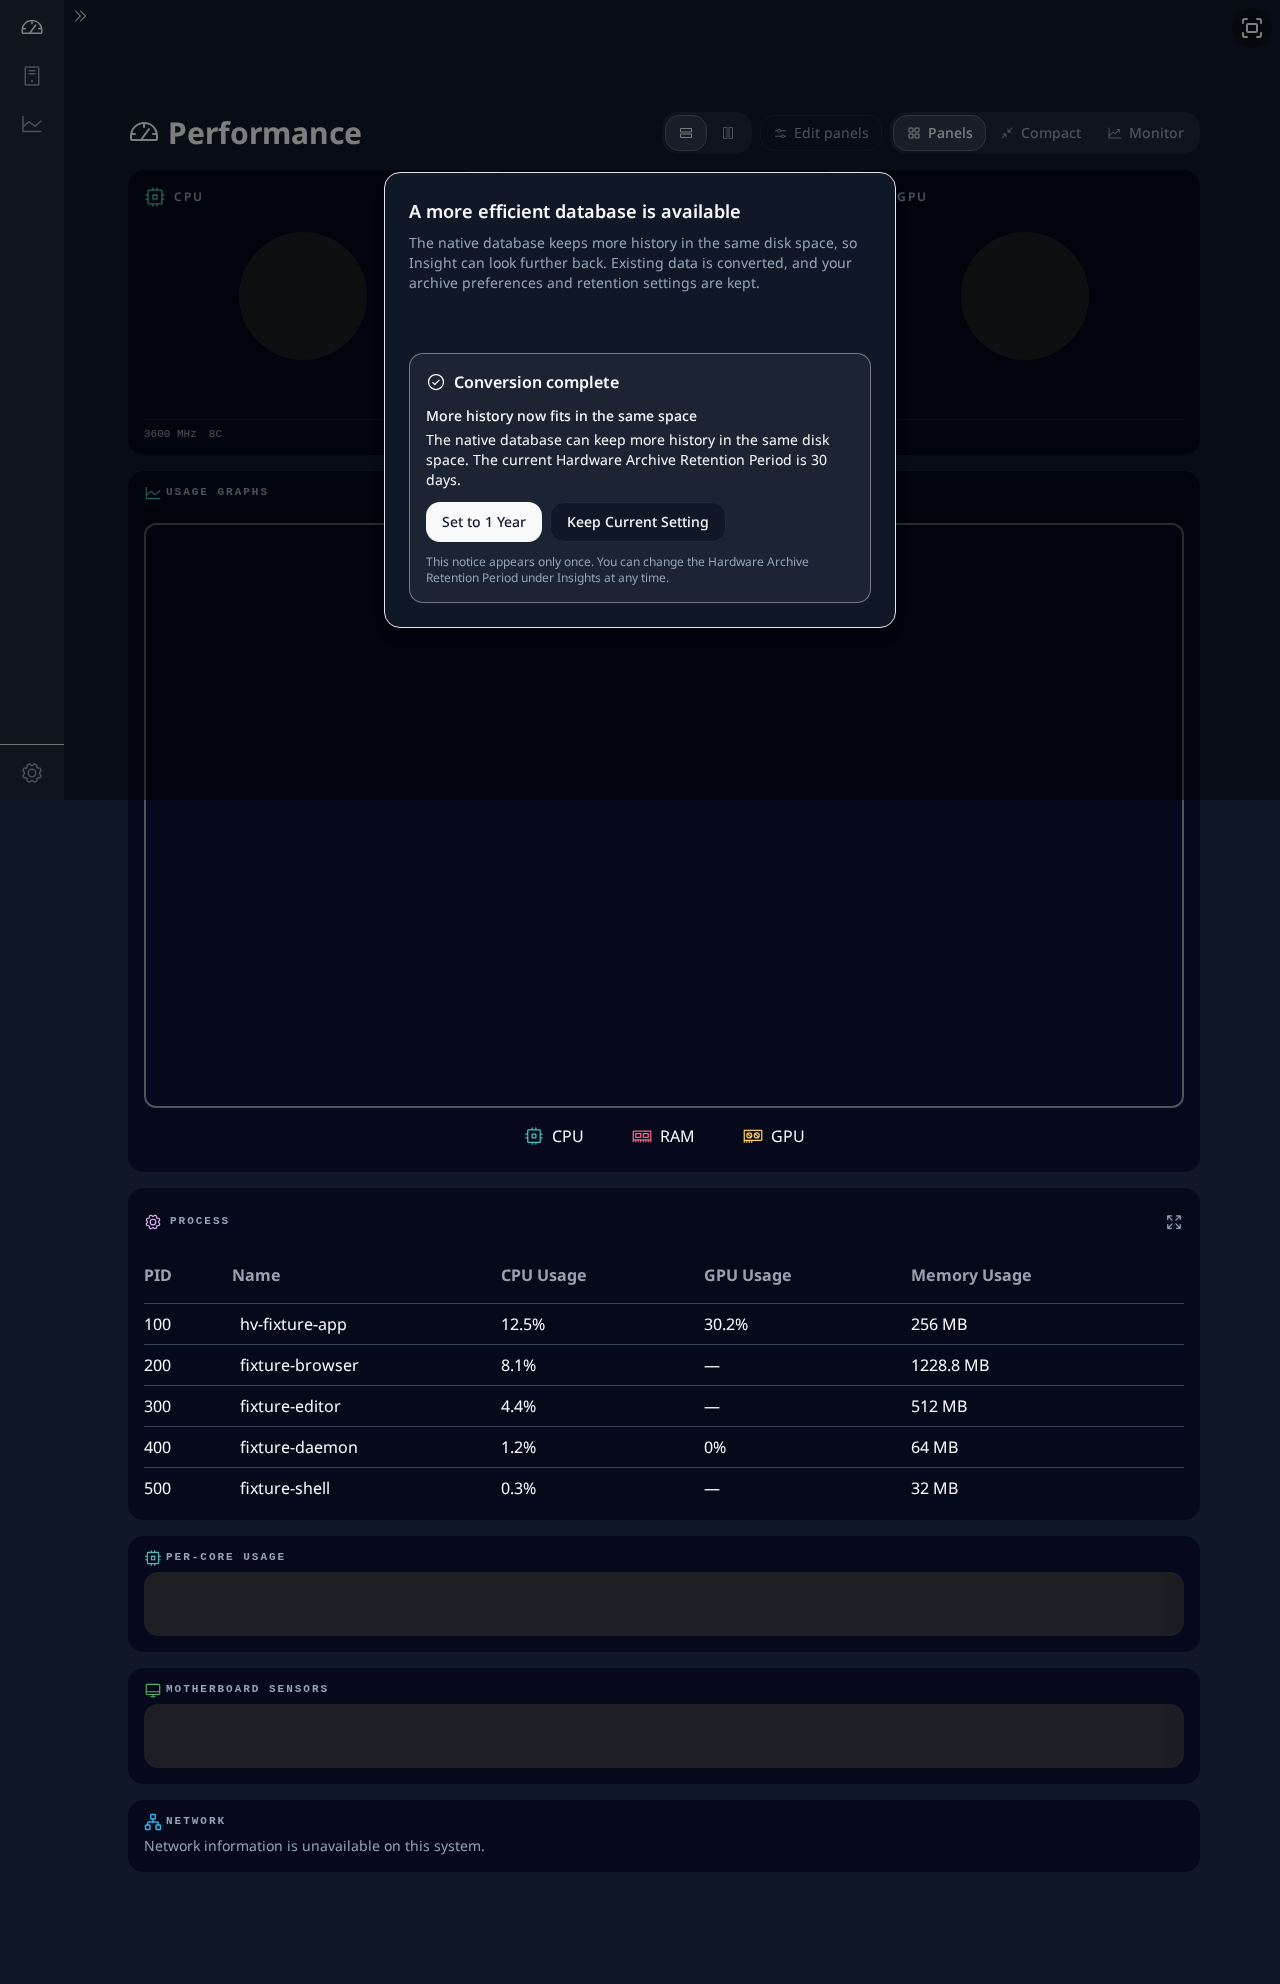 Performance
Edit panels
Panels
Compact
Monitor
CPU
GPU
3600 MHz 8C
A more efficient database is available
The native database keeps more history in the same disk space, so
Insight can look further back. Existing data is converted, and your
archive preferences and retention settings are kept.
Conversion complete
More history now fits in the same space
The native database can keep more history in the same disk
space. The current Hardware Archive Retention Period is 30
days.
Set to 1 Year
Keep Current Setting
This notice appears only once. You can change the Hardware Archive
Retention Period under Insights at any time.
USAGE GRAPHS
CPU
RAM
GPU
PROCESS
PID Name CPU Usage GPU Usage Memory Usage
100 hv-fixture-app 12.5% 30.2% 256 MB
200 fixture-browser 8.1% — 1228.8 MB
300 fixture-editor 4.4% — 512 MB
400 fixture-daemon 1.2% 0% 64 MB
500 fixture-shell 0.3% — 32 MB
PER-CORE USAGE
MOTHERBOARD SENSORS
NETWORK
Network information is unavailable on this system.